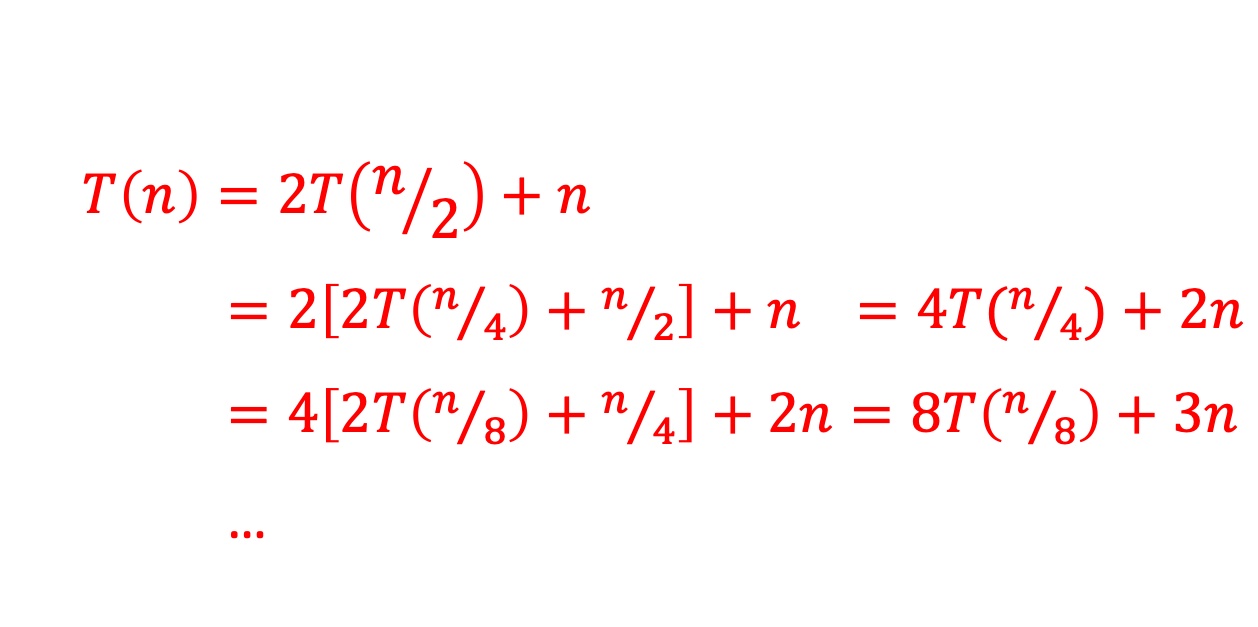 T(n) = 2T(n/2) + n
= 2[2T(n/4) + n/2] + n = 4T(n/4) + 2n
= 4[2T(n/8) + n/4] + 2n = 8T(n/8) + 3n
...